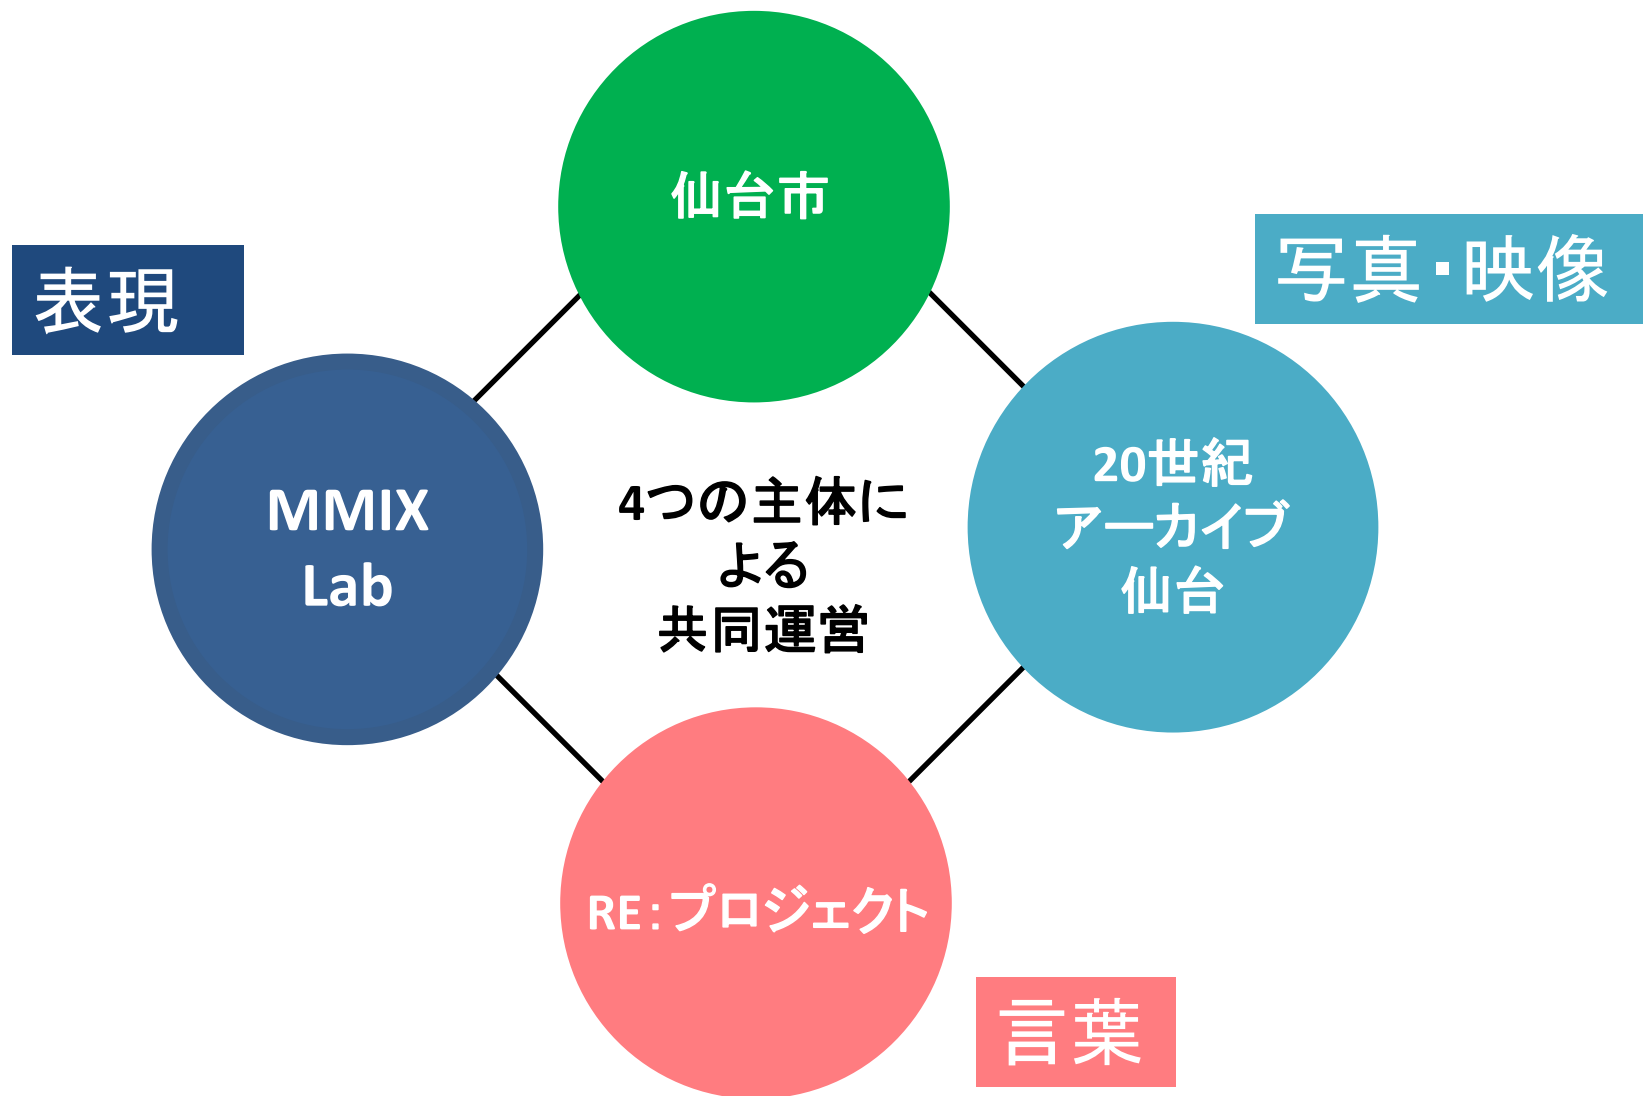 仙台市
表現
写真・映像
MMIX
Lab
4つの主体に
よる
共同運営
20世紀
アーカイブ
仙台
RE：プロジェクト
言葉